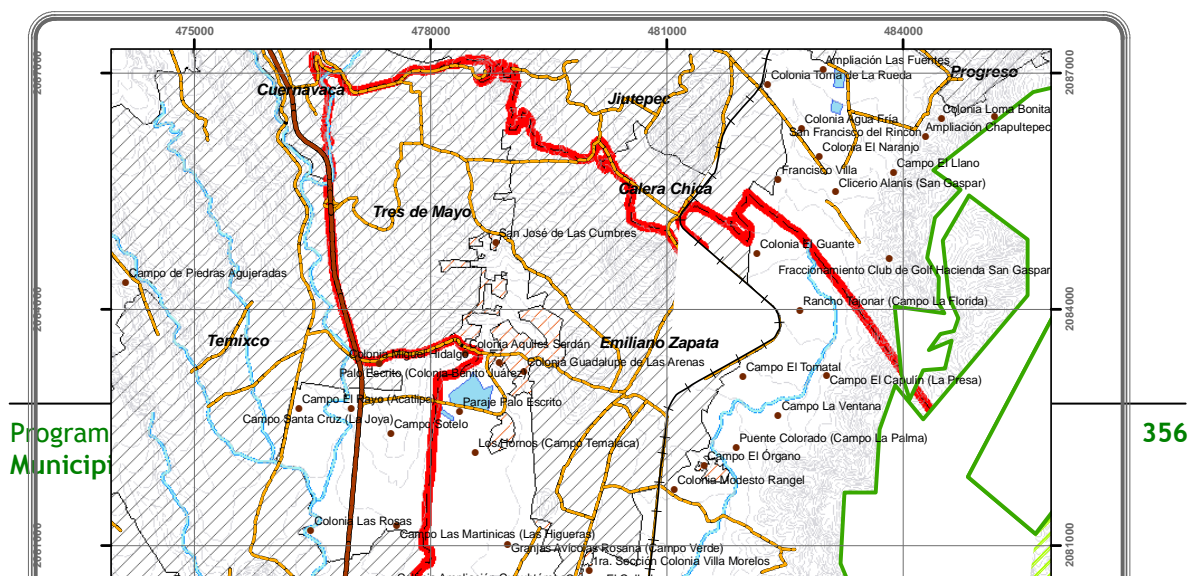 475000 478000 481000 484000
2087000 2087000
Ampliación Las Fuentes
Colonia Tuma De La Rueda
Progreso
Cuernavaca
Jiutepec
Colonia Loma Bonita
Colonia Agua Fría
San Francisco del Rincón
Ampliación Chapultepec
Colonia El Naranjo
Campo El Llano
Francisco Villa
Calera Chica
Clicerio Alanís (San Gaspar)
Tres de Mayo
San José de Las Cumbres
Colonia El Guante
Campo de Piedras Agujeradas
Fraccionamiento Club de Golf Hacienda San Gaspar
2084000 2084000
Rancho Tejonar (Campo La Florida)
Temixco
Colonia Aquiles Serdán
Emiliano Zapata
Colonia Miguel Hidalgo
Colonia Guadalupe de Las Arenas
Palo Escrito (Colonia Benito Juárez)
Campo El Tomatal
Campo El Capulín (La Presa)
Campo El Rayo (Acatlipa)
Paraje Palo Escrito
Campo La Ventana
Campo Santa Cruz (La Joya)
Campo Sotelo
Program
356
Los Hornos (Campo Temalaca)
Puente Colorado (Campo La Palma)
Municipi
Campo El Órgano
Colonia Modesto Rangel
Colonia Las Rosas
Campo Las Martinicas (Las Higueras)
2081000 2081000
Granjas Avícolas Rosana (Campo Verde)
1ra. Sección Colonia Villa Morelos